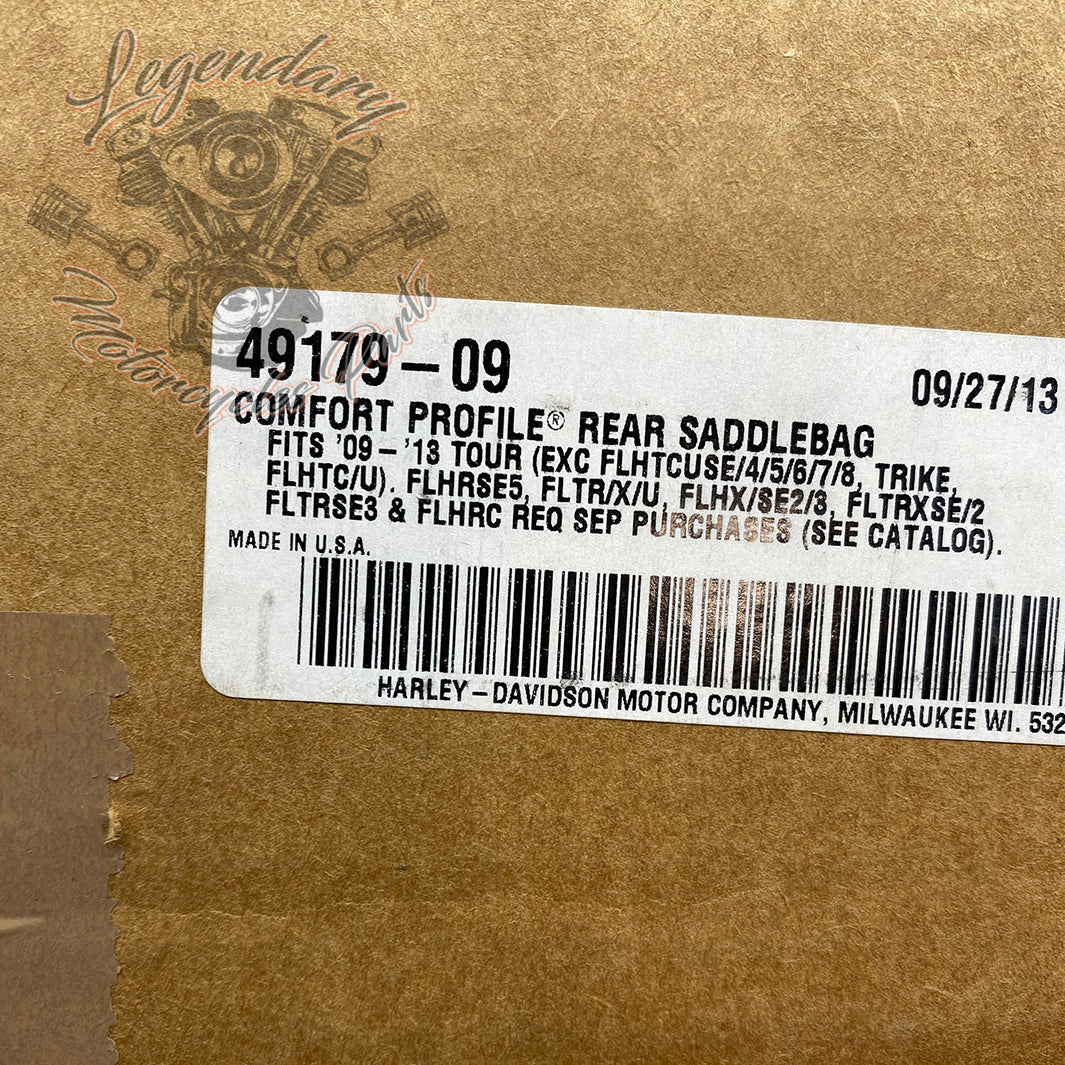 Legendary
Motorcycles Parts
49179-09
09/27/13
COMFORT PROFILE® REAR SADDLEBAG
FITS '09-'13 TOUR (EXC FLHTCUSE/4/5/6/7/8, TRIKE,
FLHTC/U). FLHRSE5, FLTR/X/U, FLHX/SE2/3, FLTRXSE/2
FLTRSE3 & FLHRC REQ SEP PURCHASES (SEE CATALOG).
MADE IN U.S.A.
HARLEY-DAVIDSON MOTOR COMPANY, MILWAUKEE WI. 532